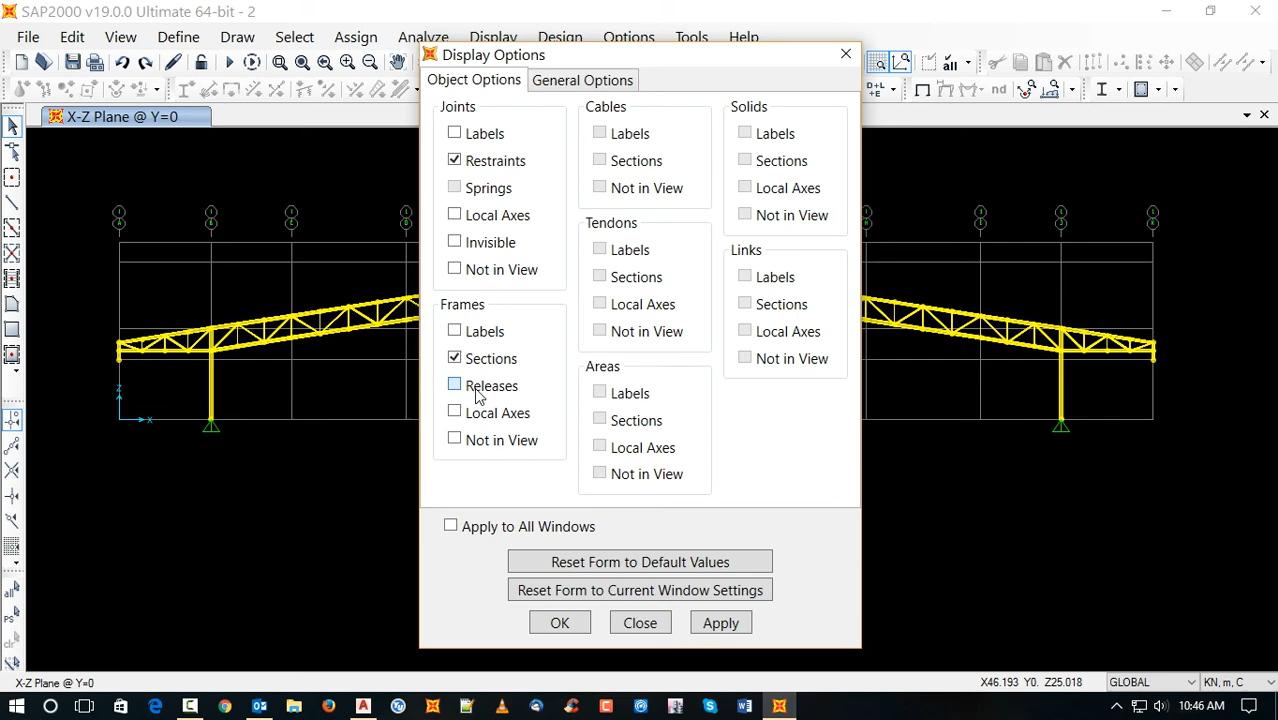 SAP2000 v19.0.0 Ultimate 64-bit - 2
File Edit View Define Draw Select Assign Analyze Display Design Options Tools Help
Display Options
Object Options General Options
all
nd
X-Z Plane @ Y=0
Joints
Labels
Restraints
Springs
Local Axes
Invisible
Not in View
Frames
Labels
Sections
Releases
Local Axes
Not in View
Cables
Labels
Sections
Not in View
Tendons
Labels
Sections
Local Axes
Not in View
Areas
Labels
Sections
Local Axes
Not in View
Solids
Labels
Sections
Local Axes
Not in View
Links
Labels
Sections
Local Axes
Not in View
Apply to All Windows
Reset Form to Default Values
Reset Form to Current Window Settings
OK Close Apply
Z
X
all
PS
clr
X-Z Plane @ Y=0
X46.193 Y0. Z25.018
GLOBAL
KN, m, C
10:46 AM